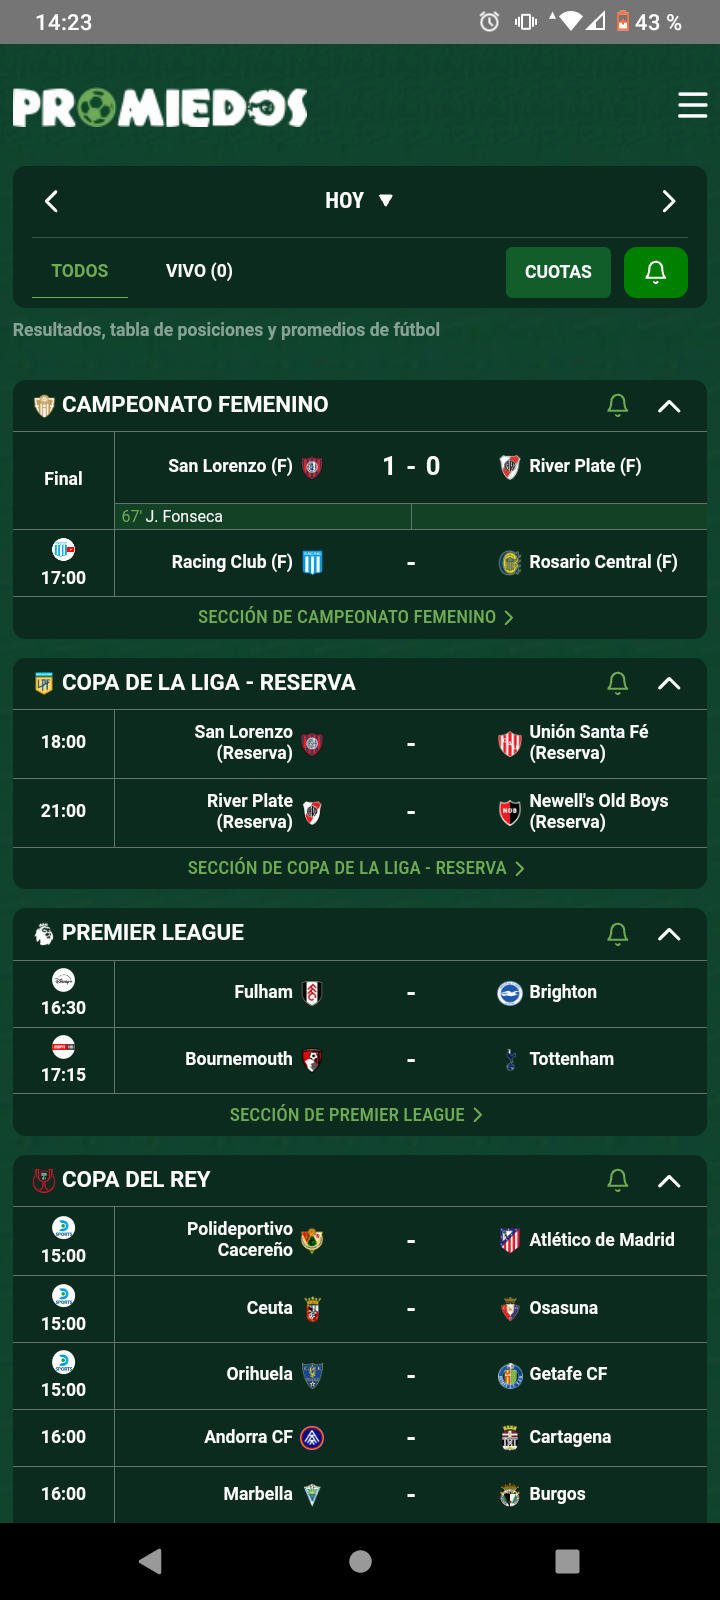 14:23
43 %
PROMIEDOS
HOY
TODOS VIVO (0) CUOTAS
Resultados, tabla de posiciones y promedios de fútbol
CAMPEONATO FEMENINO
Final San Lorenzo (F) 1 - 0 River Plate (F)
67' J. Fonseca
17:00 Racing Club (F) - Rosario Central (F)
SECCIÓN DE CAMPEONATO FEMENINO
COPA DE LA LIGA - RESERVA
18:00 San Lorenzo (Reserva) - Unión Santa Fé (Reserva)
21:00 River Plate (Reserva) - Newell's Old Boys (Reserva)
SECCIÓN DE COPA DE LA LIGA - RESERVA
PREMIER LEAGUE
16:30 Fulham - Brighton
17:15 Bournemouth - Tottenham
SECCIÓN DE PREMIER LEAGUE
COPA DEL REY
15:00 Polideportivo Cacereño - Atlético de Madrid
15:00 Ceuta - Osasuna
15:00 Orihuela - Getafe CF
16:00 Andorra CF - Cartagena
16:00 Marbella - Burgos